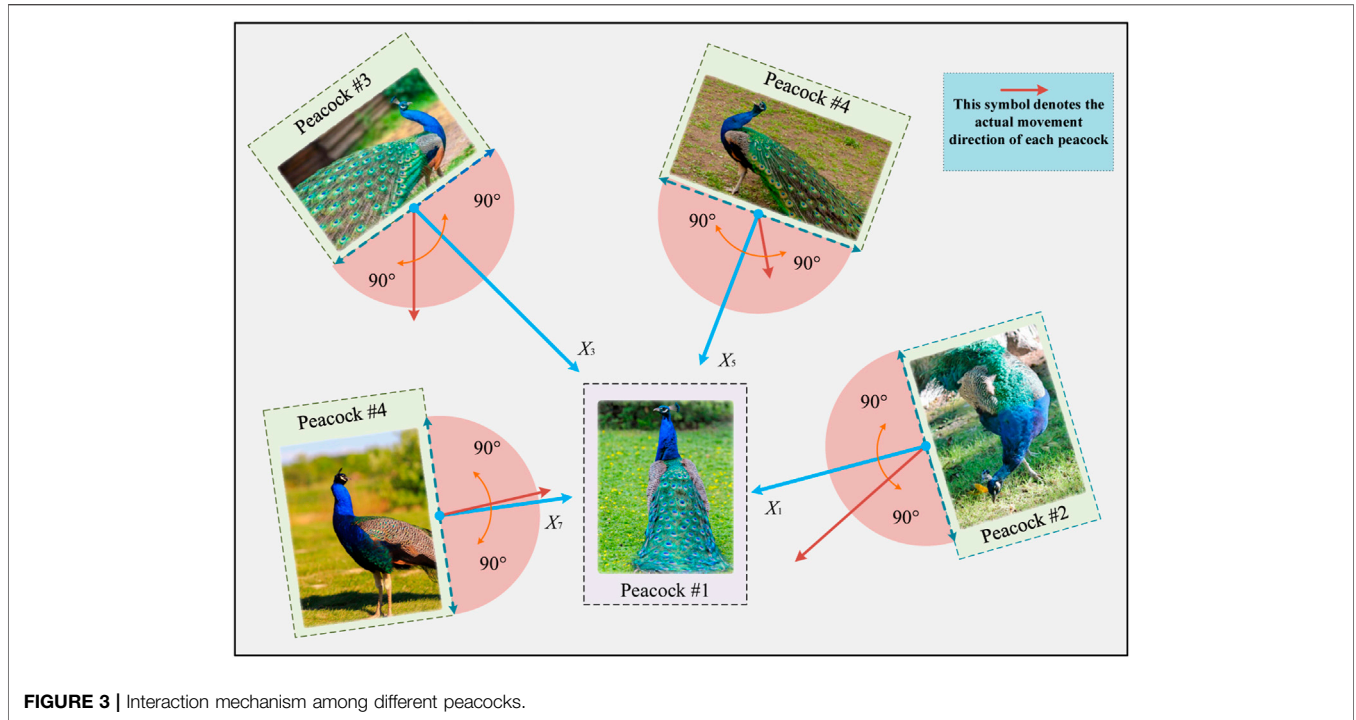 Peacock #3
90°
90°
X3
Peacock #4
90°
90°
X5
This symbol denotes the
actual movement
direction of each peacock
Peacock #4
90°
90°
X7
Peacock #1
90°
90°
X1
Peacock #2
FIGURE 3 | Interaction mechanism among different peacocks.